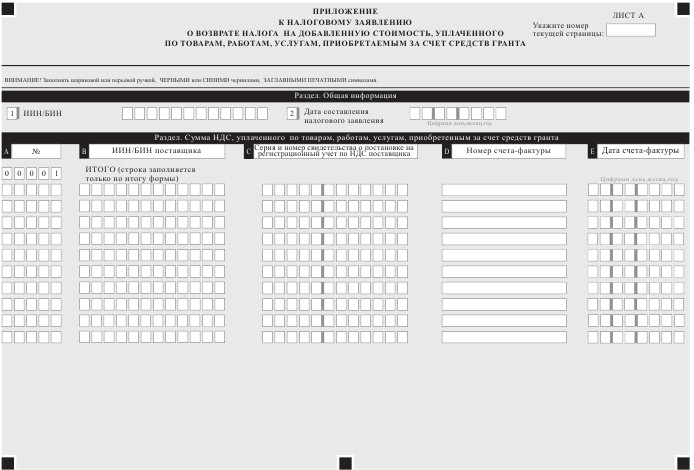 ПРИЛОЖЕНИЕ
К НАЛОГОВОМУ ЗАЯВЛЕНИЮ
О ВОЗВРАТЕ НАЛОГА НА ДОБАВЛЕННУЮ СТОИМОСТЬ, УПЛАЧЕННОГО
ПО ТОВАРАМ, РАБОТАМ, УСЛУГАМ, ПРИОБРЕТАЕМЫМ ЗА СЧЕТ СРЕДСТВ ГРАНТА
ЛИСТ А
Укажите номер
текущей страницы:
ВНИМАНИЕ! Заполнять шариковой или перьевой ручкой, ЧЕРНЫМИ или СИНИМИ чернилами, ЗАГЛАВНЫМИ ПЕЧАТНЫМИ символами.
Раздел. Общая информация
1 ИИН/БИН
2 Дата составления
налогового заявления
Цифрами день,месяц,год
Раздел. Сумма НДС, уплаченного по товарам, работам, услугам, приобретенным за счет средств гранта
A №
B ИИН/БИН поставщика
C Серия и номер свидетельства о постановке на
регистрационный учет по НДС поставщика
D Номер счета-фактуры
E Дата счета-фактуры
0 0 0 0 1
ИТОГО (строка заполняется
только по итогу формы)
Цифрами день,месяц,год